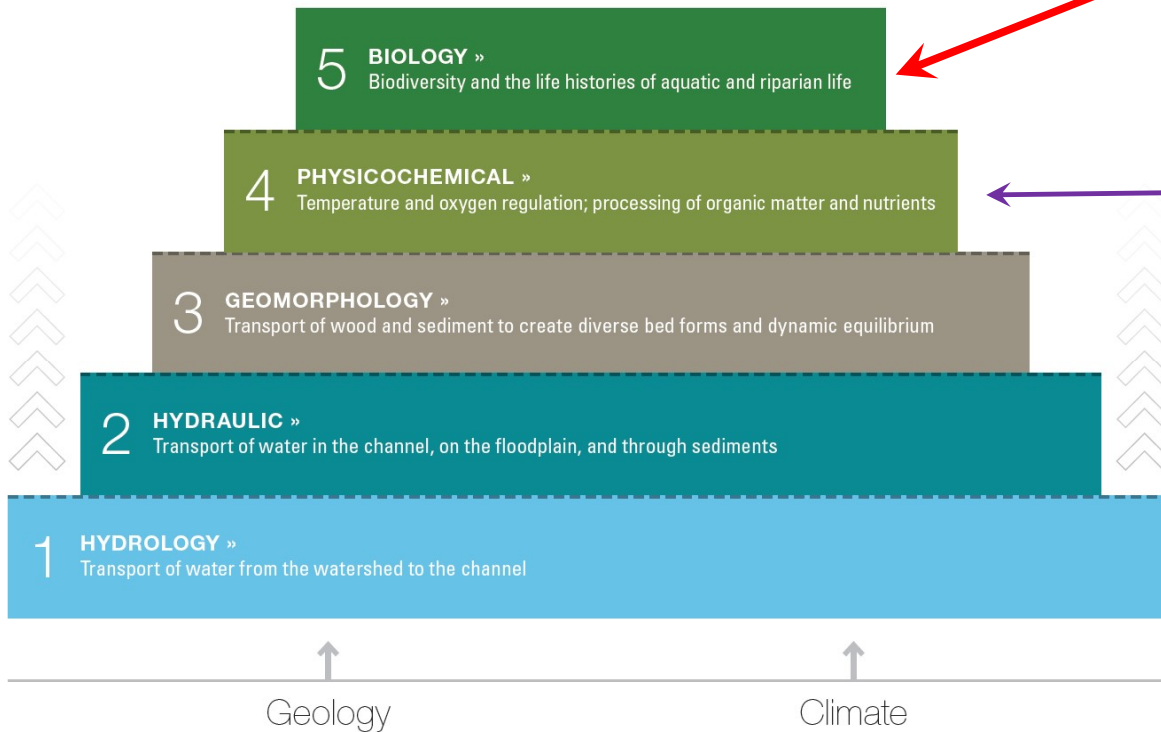 5 BIOLOGY »
Biodiversity and the life histories of aquatic and riparian life
4 PHYSICOCHEMICAL »
Temperature and oxygen regulation; processing of organic matter and nutrients
3 GEOMORPHOLOGY »
Transport of wood and sediment to create diverse bed forms and dynamic equilibrium
2 HYDRAULIC »
Transport of water in the channel, on the floodplain, and through sediments
1 HYDROLOGY »
Transport of water from the watershed to the channel
Geology
Climate